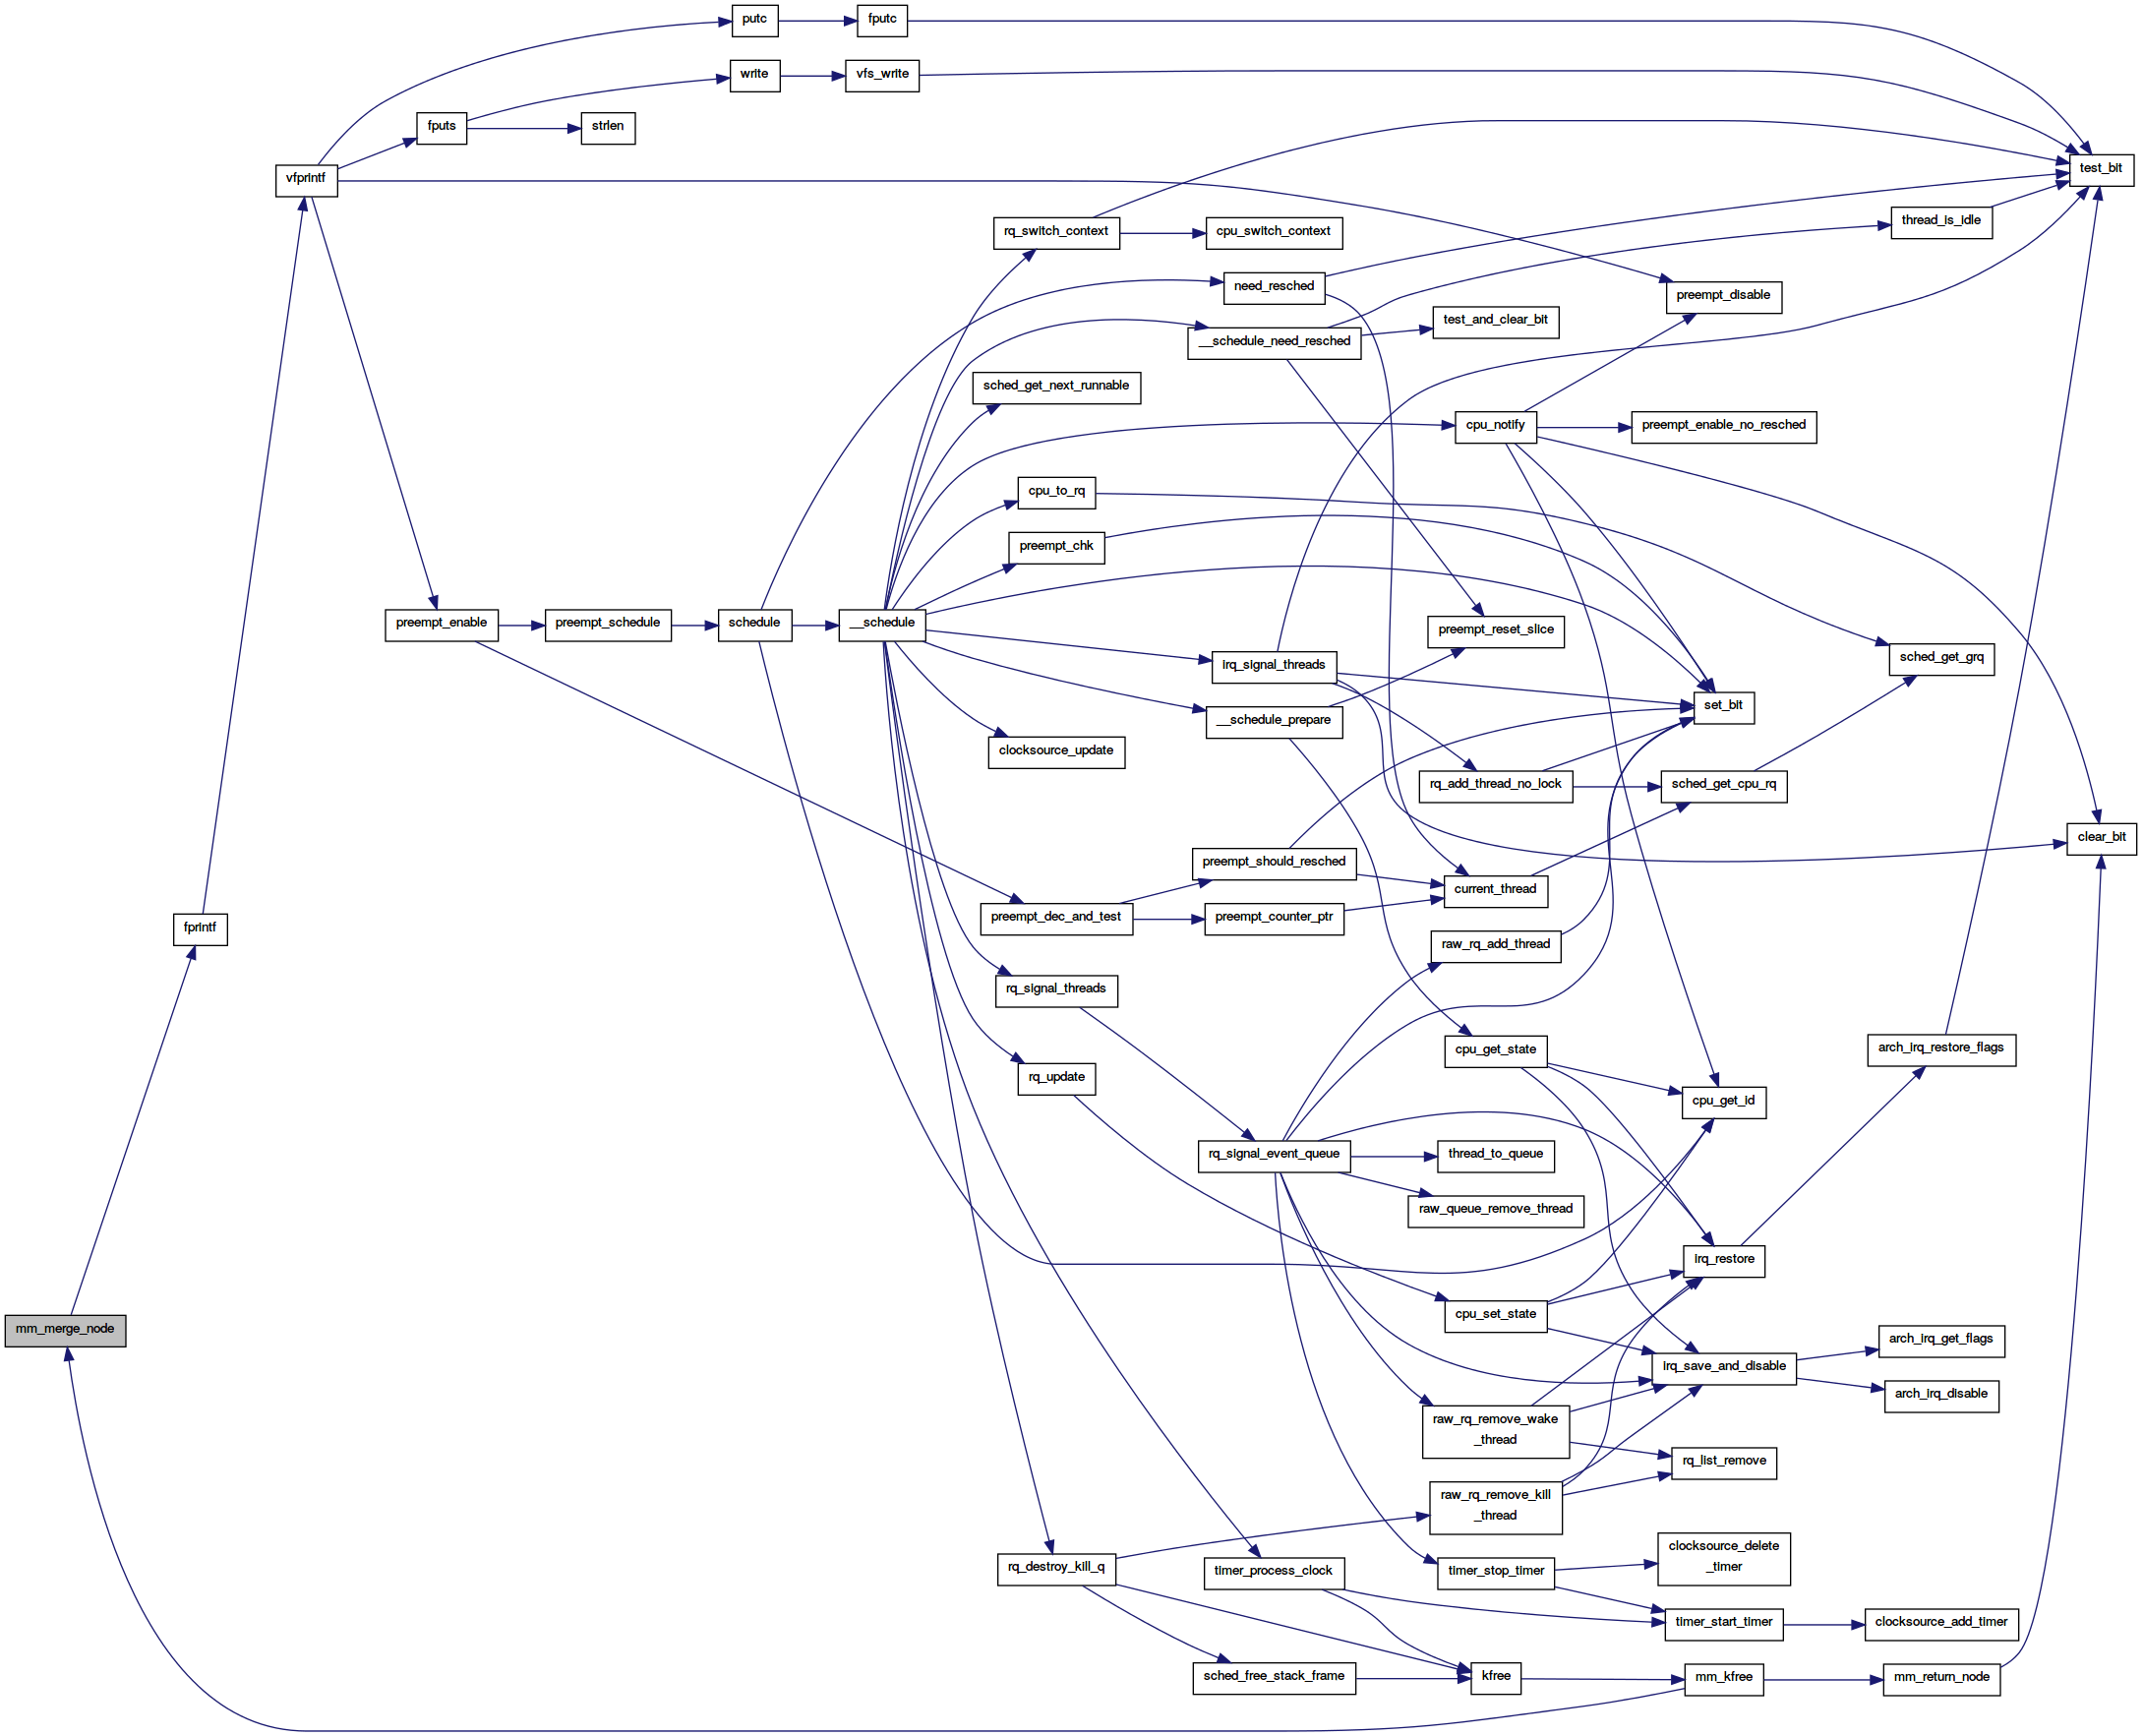 putc
fputc
write
vfs_write
fputs
strlen
vfprintf
test_bit
rq_switch_context
cpu_switch_context
thread_is_idle
need_resched
preempt_disable
__schedule_need_resched
test_and_clear_bit
sched_get_next_runnable
cpu_notify
preempt_enable_no_resched
cpu_to_rq
preempt_chk
preempt_enable
preempt_schedule
schedule
__schedule
preempt_reset_slice
irq_signal_threads
sched_get_grq
set_bit
__schedule_prepare
clocksource_update
rq_add_thread_no_lock
sched_get_cpu_rq
clear_bit
preempt_should_resched
current_thread
preempt_dec_and_test
preempt_counter_ptr
fprintf
raw_rq_add_thread
rq_signal_threads
cpu_get_state
arch_irq_restore_flags
rq_update
cpu_get_id
rq_signal_event_queue
thread_to_queue
raw_queue_remove_thread
irq_restore
mm_merge_node
cpu_set_state
arch_irq_get_flags
irq_save_and_disable
arch_irq_disable
raw_rq_remove_wake
_thread
rq_list_remove
raw_rq_remove_kill
_thread
clocksource_delete
_timer
rq_destroy_kill_q
timer_process_clock
timer_stop_timer
timer_start_timer
clocksource_add_timer
sched_free_stack_frame
kfree
mm_kfree
mm_return_node